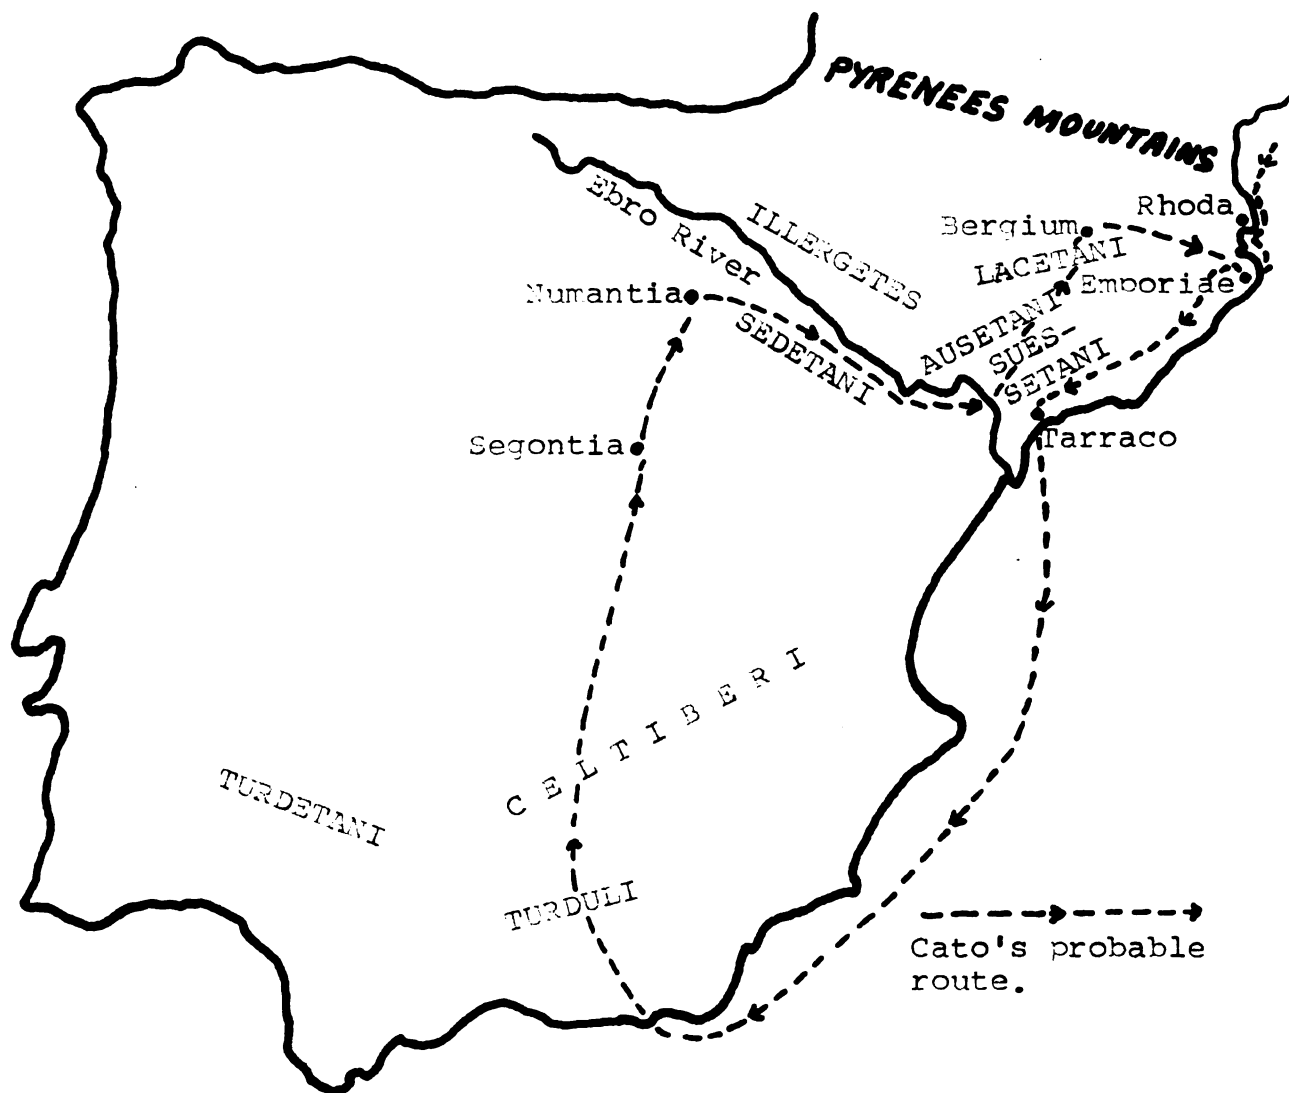 PYRENEES MOUNTAINS
Ebro River
ILLERGETES
Rhoda
Bergium
LACETANI
Emporiae
Numantia
SEDETANI
AUSETANI
SUES-
SETANI
Segontia
Tarraco
CELTIBERI
TURDETANI
TURDULI
Cato's probable
route.